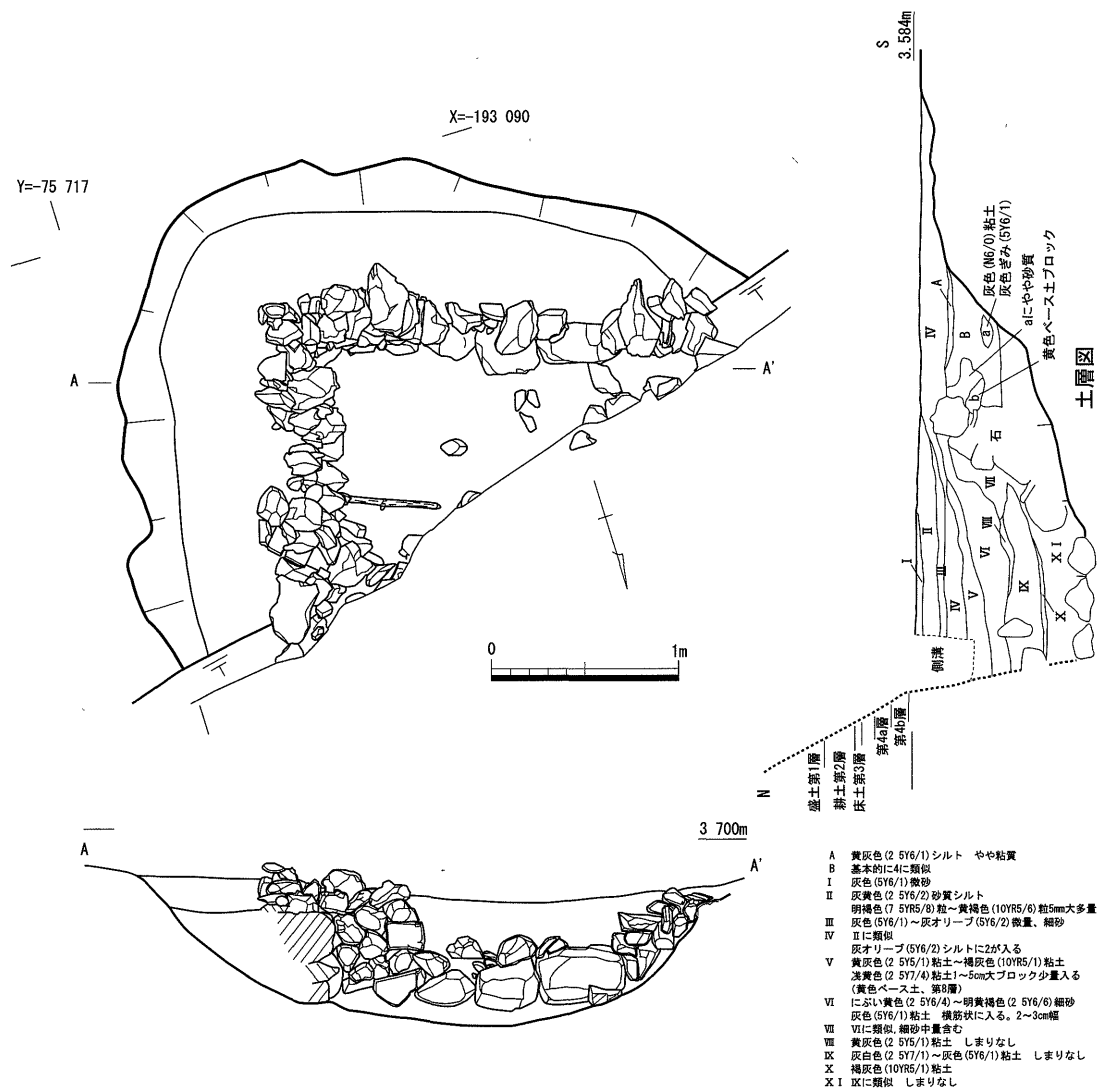 X=-193 090
Y=-75 717
A
A'
0
1m
S
3.584m
A
Ⅳ
B
a
b
灰色(N6/0)粘土
灰色ぎみ(5Y6/1)
aにやや砂質
黄色ベース土ブロック
土層図
石
Ⅶ
Ⅰ
Ⅱ
Ⅲ
Ⅳ
Ⅴ
Ⅵ
Ⅷ
Ⅸ
Ⅹ
ⅩⅠ
側溝
N
盛土第1層
耕土第2層
床土第3層
第4a層
第4b層
3 700m
A
A'
A 黄灰色(2 5Y6/1)シルト やや粘質
B 基本的に4に類似
Ⅰ 灰色(5Y6/1)微砂
Ⅱ 灰黄色(2 5Y6/2)砂質シルト
明褐色(7 5YR5/8)粒～黄褐色(10YR5/6)粒5mm大多量
Ⅲ 灰色(5Y6/1)～灰オリーブ(5Y6/2)微量、細砂
Ⅳ Ⅱに類似
灰オリーブ(5Y6/2)シルトに2が入る
Ⅴ 黄灰色(2 5Y5/1)粘土～褐灰色(10YR5/1)粘土
浅黄色(2 5Y7/4)粘土1～5cm大ブロック少量入る
(黄色ベース土、第8層)
Ⅵ にぶい黄色(2 5Y6/4)～明黄褐色(2 5Y6/6)細砂
灰色(5Y6/1)粘土 横筋状に入る。2～3cm幅
Ⅶ Ⅵに類似,細砂中量含む
Ⅷ 黄灰色(2 5Y5/1)粘土 しまりなし
Ⅸ 灰白色(2 5Y7/1)～灰色(5Y6/1)粘土 しまりなし
Ⅹ 褐灰色(10YR5/1)粘土
ⅩⅠ Ⅸに類似 しまりなし